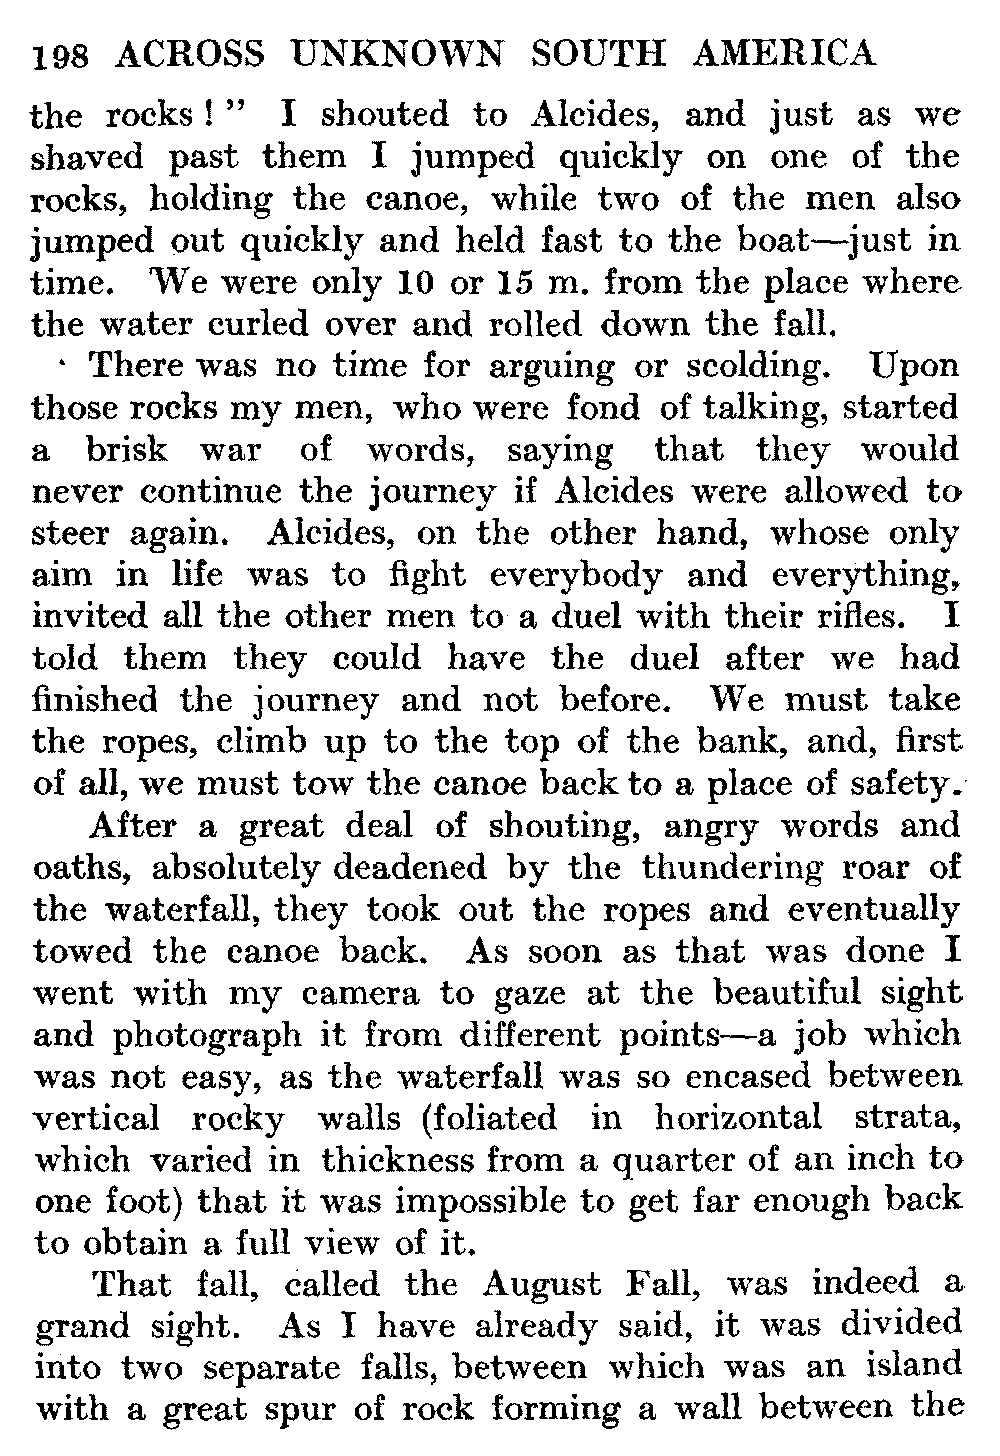 198 ACROSS UNKNOWN SOUTH AMERICA
the rocks ! ” I shouted to Alcides, and just as we
shaved past them I jumped quickly on one of the
rocks, holding the canoe, while two of the men also
jumped out quickly and held fast to the boat—just in
time. We were only 10 or 15 m. from the place where
the water curled over and rolled down the fall.
There was no time for arguing or scolding. Upon
those rocks my men, who were fond of talking, started
a brisk war of words, saying that they would
never continue the journey if Alcides were allowed to
steer again. Alcides, on the other hand, whose only
aim in life was to fight everybody and everything,
invited all the other men to a duel with their rifles. I
told them they could have the duel after we had
finished the journey and not before. We must take
the ropes, climb up to the top of the bank, and, first
of all, we must tow the canoe back to a place of safety.
After a great deal of shouting, angry words and
oaths, absolutely deadened by the thundering roar of
the waterfall, they took out the ropes and eventually
towed the canoe back. As soon as that was done I
went with my camera to gaze at the beautiful sight
and photograph it from different points—a job which
was not easy, as the waterfall was so encased between
vertical rocky walls (foliated in horizontal strata,
which varied in thickness from a quarter of an inch to
one foot) that it was impossible to get far enough back
to obtain a full view of it.
That fall, called the August Fall, was indeed a
grand sight. As I have already said, it was divided
into two separate falls, between which was an island
with a great spur of rock forming a wall between the